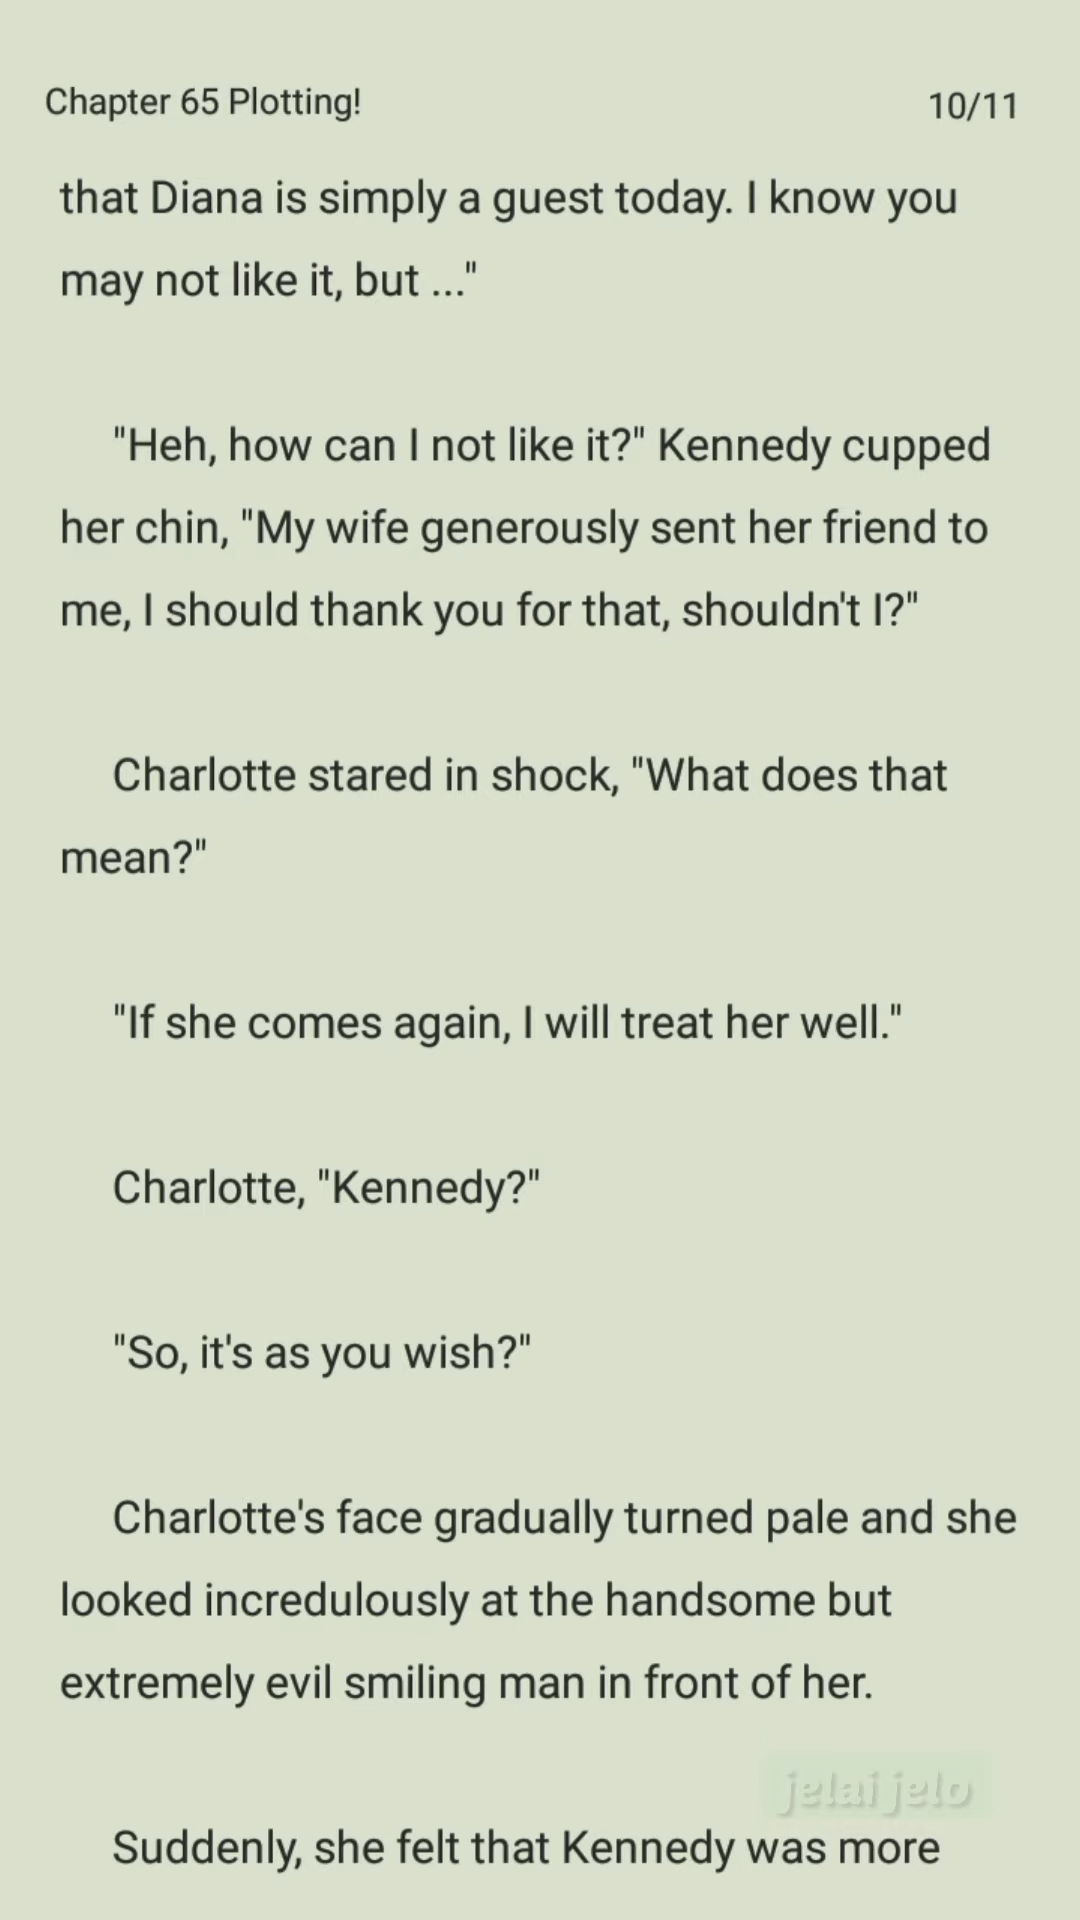 Chapter 65 Plotting!
10/11
that Diana is simply a guest today. I know you
may not like it, but ..."
"Heh, how can I not like it?" Kennedy cupped
her chin, "My wife generously sent her friend to
me, I should thank you for that, shouldn't I?"
Charlotte stared in shock, "What does that
mean?"
"If she comes again, I will treat her well."
Charlotte, "Kennedy?"
"So, it's as you wish?"
Charlotte's face gradually turned pale and she
looked incredulously at the handsome but
extremely evil smiling man in front of her.
jelai jelo
Suddenly, she felt that Kennedy was more